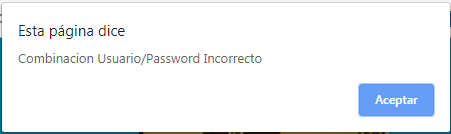 Esta página dice
Combinacion Usuario/Password Incorrecto
Aceptar